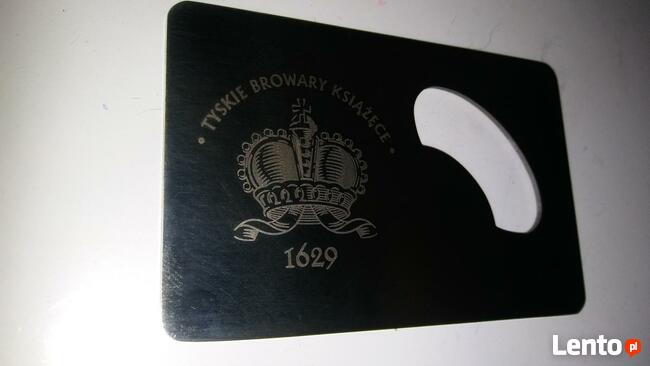 • TYSKIE BROWARY KSIĄŻĘCE •
1629
Lento pl